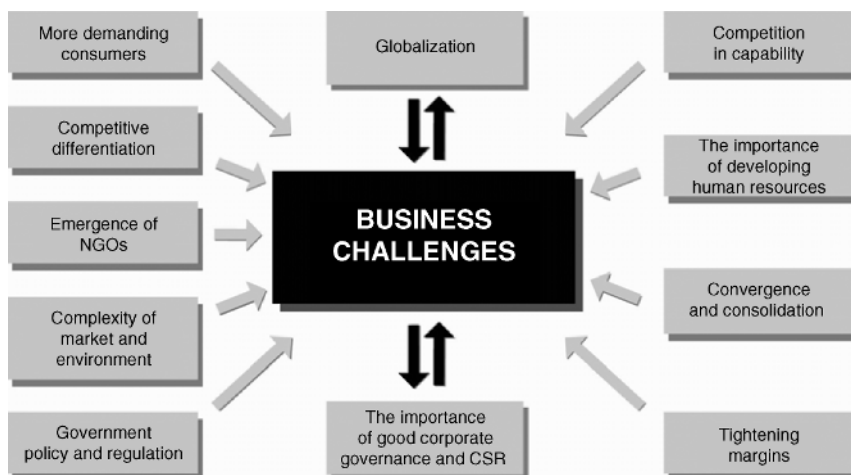 More demanding
consumers
Globalization
Competition
in capability
Competitive
differentiation
The importance
of developing
human resources
BUSINESS
CHALLENGES
Emergence of
NGOs
Complexity of
market and
environment
Convergence
and consolidation
Government
policy and regulation
The importance
of good corporate
governance and CSR
Tightening
margins